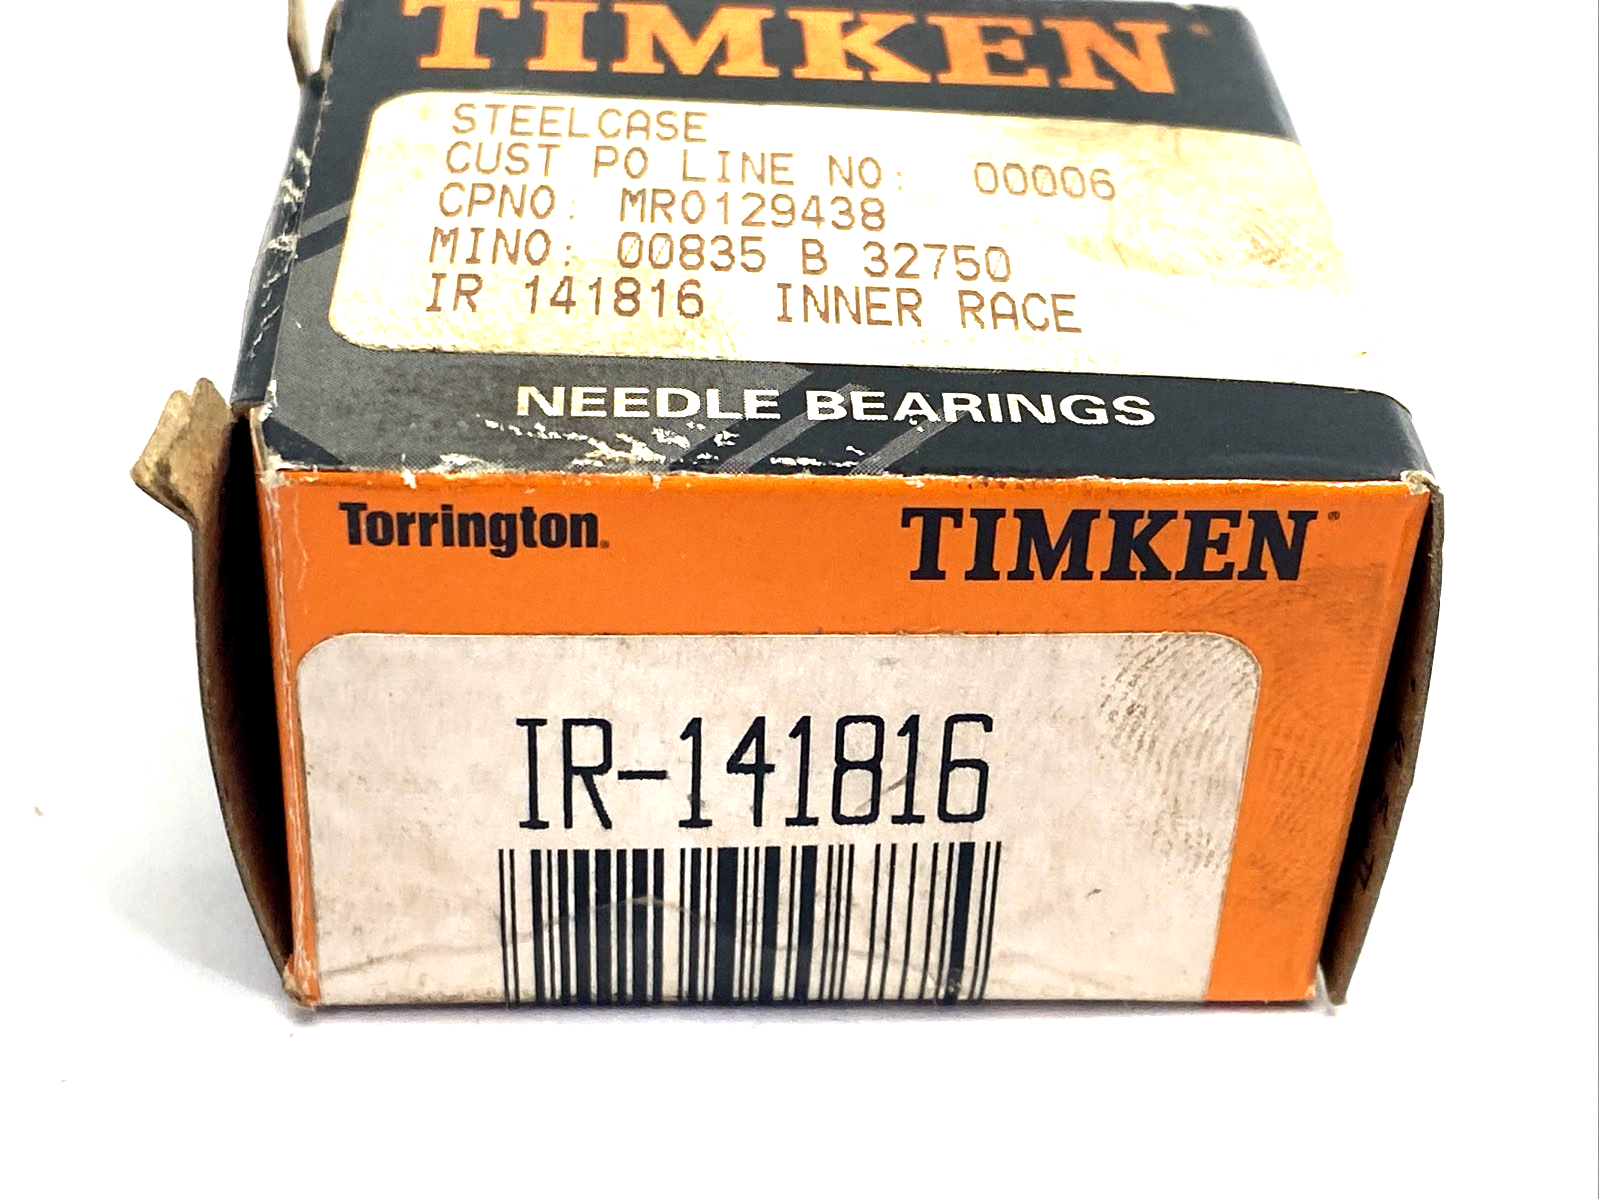 TIMKEN
STEELCASE
CUST PO LINE NO: 00006
CPNO: MRO129438
MINO: 00835 B 32750
IR 141816 INNER RACE
NEEDLE BEARINGS
Torrington® TIMKEN®
IR-141816